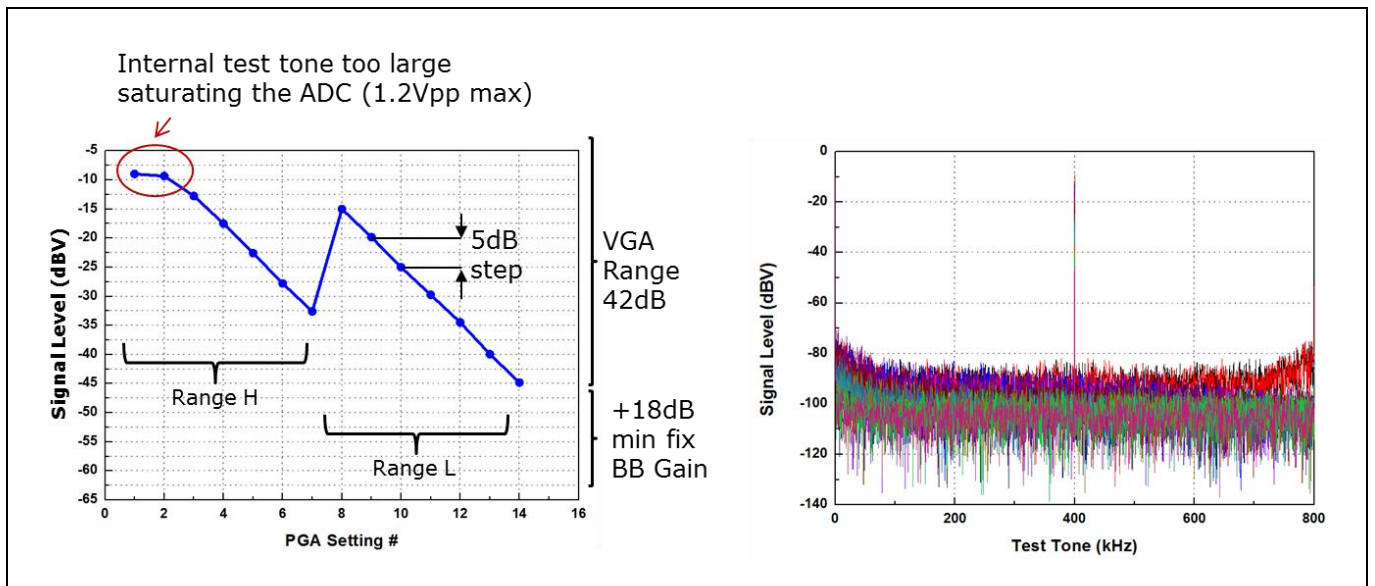 Internal test tone too large
saturating the ADC (1.2Vpp max)
-5
-10
-15
-20
-25
-30
-35
-40
-45
-50
-55
-60
-65
Signal Level (dBV)
0 2 4 6 8 10 12 14 16
PGA Setting #
Range H
Range L
5dB
step
VGA
Range
42dB
+18dB
min fix
BB Gain
0
-20
-40
-60
-80
-100
-120
-140
Signal Level (dBV)
0 200 400 600 800
Test Tone (kHz)